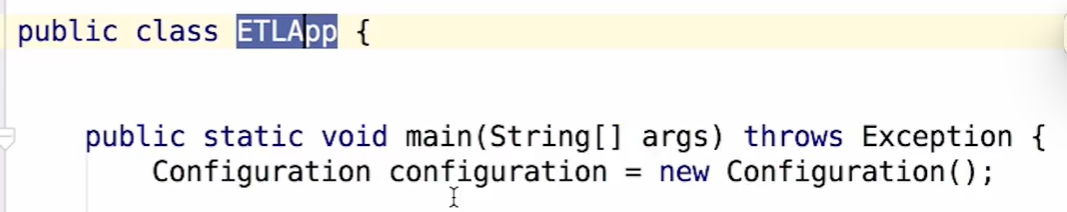 public class ETLApp {
public static void main(String[] args) throws Exception {
Configuration configuration = new Configuration();